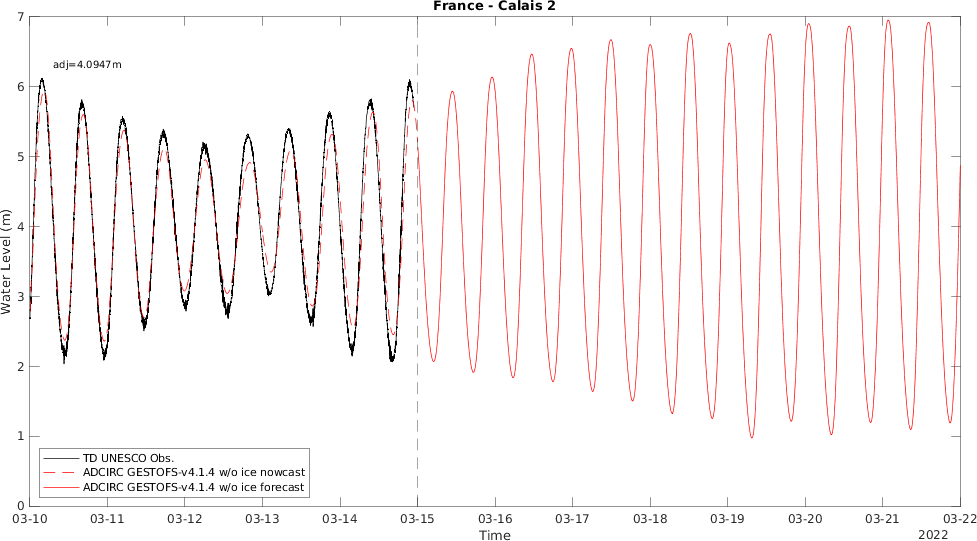 France - Calais 2
adj=4.0947m
Water Level (m)
7
6
5
4
3
2
1
0
TD UNESCO Obs.
ADCIRC GESTOFS-v4.1.4 w/o ice nowcast
ADCIRC GESTOFS-v4.1.4 w/o ice forecast
03-10 03-11 03-12 03-13 03-14 03-15 03-16 03-17 03-18 03-19 03-20 03-21 03-22
Time
2022